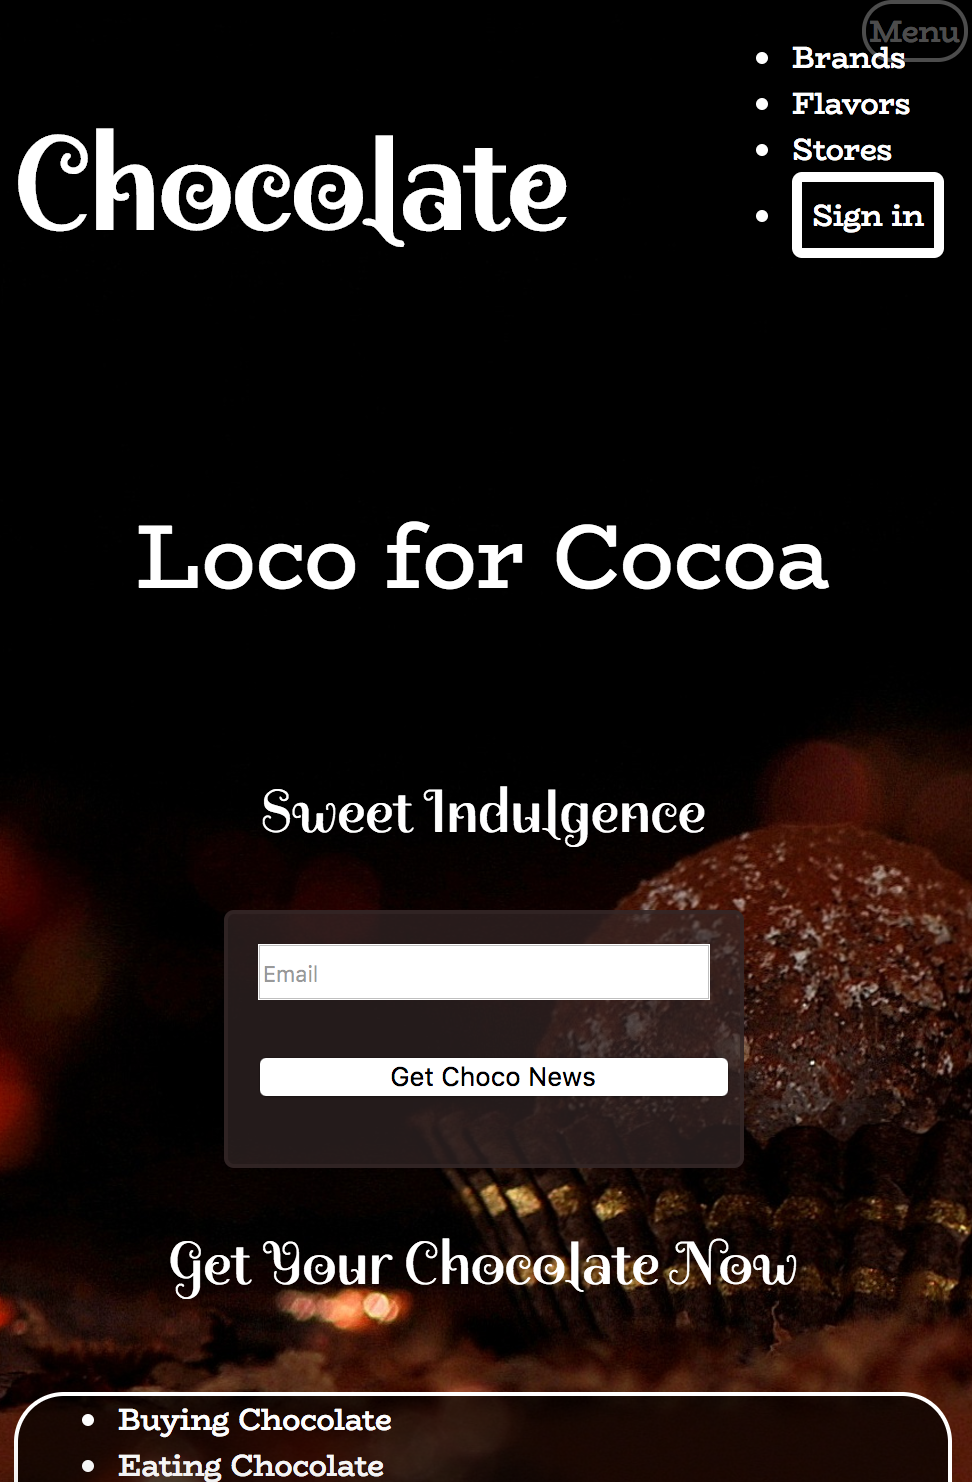 Menu
Brands
Flavors
Stores
Sign in
Chocolate
Loco for Cocoa
Sweet Indulgence
Email
Get Choco News
Get Your Chocolate Now
Buying Chocolate
Eating Chocolate